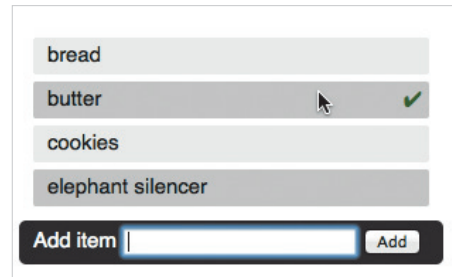 bread
butter ✔
cookies
elephant silencer
Add item Add